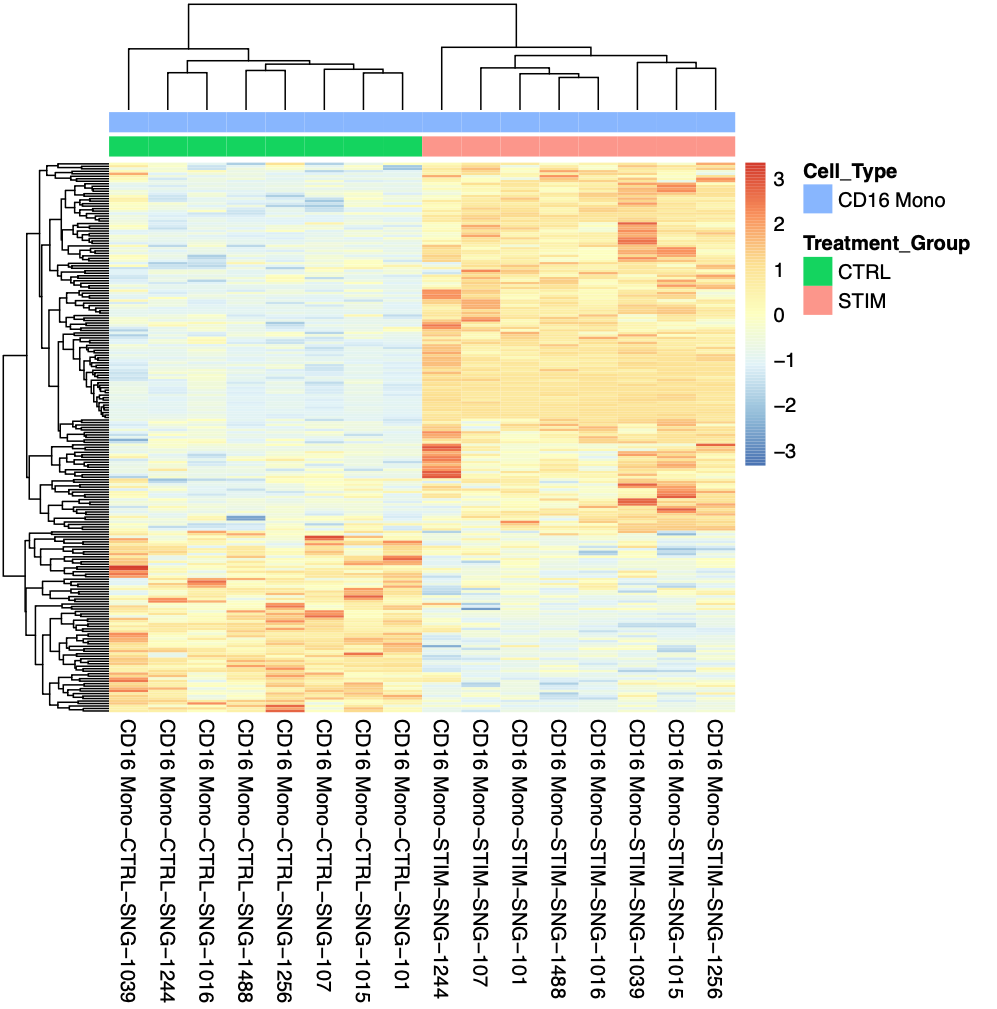 Cell_Type
CD16 Mono
Treatment_Group
CTRL
STIM
3
2
1
0
−1
−2
−3
CD16 Mono−CTRL−SNG−1039
CD16 Mono−CTRL−SNG−1244
CD16 Mono−CTRL−SNG−1016
CD16 Mono−CTRL−SNG−1488
CD16 Mono−CTRL−SNG−1256
CD16 Mono−CTRL−SNG−107
CD16 Mono−CTRL−SNG−1015
CD16 Mono−CTRL−SNG−101
CD16 Mono−STIM−SNG−1244
CD16 Mono−STIM−SNG−107
CD16 Mono−STIM−SNG−101
CD16 Mono−STIM−SNG−1488
CD16 Mono−STIM−SNG−1016
CD16 Mono−STIM−SNG−1039
CD16 Mono−STIM−SNG−1015
CD16 Mono−STIM−SNG−1256